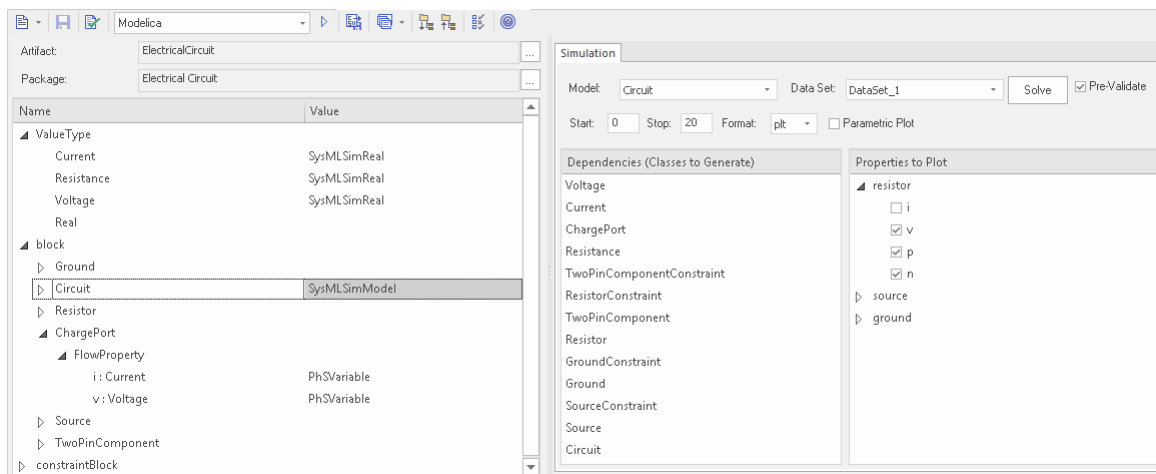 Modelica
Artifact: ElectricalCircuit ...
Package: Electrical Circuit ...
Name Value
ValueType
Current SysMLSimReal
Resistance SysMLSimReal
Voltage SysMLSimReal
Real
block
Ground
Circuit SysMLSimModel
Resistor
ChargePort
FlowProperty
i : Current PhSVariable
v : Voltage PhSVariable
Source
TwoPinComponent
constraintBlock
Simulation
Model: Circuit Data Set: DataSet_1 Solve Pre-Validate
Start: 0 Stop: 20 Format: plt Parametric Plot
Dependencies (Classes to Generate)
Voltage
Current
ChargePort
Resistance
TwoPinComponentConstraint
ResistorConstraint
TwoPinComponent
Resistor
GroundConstraint
Ground
SourceConstraint
Source
Circuit
Properties to Plot
resistor
i
v
p
n
source
ground